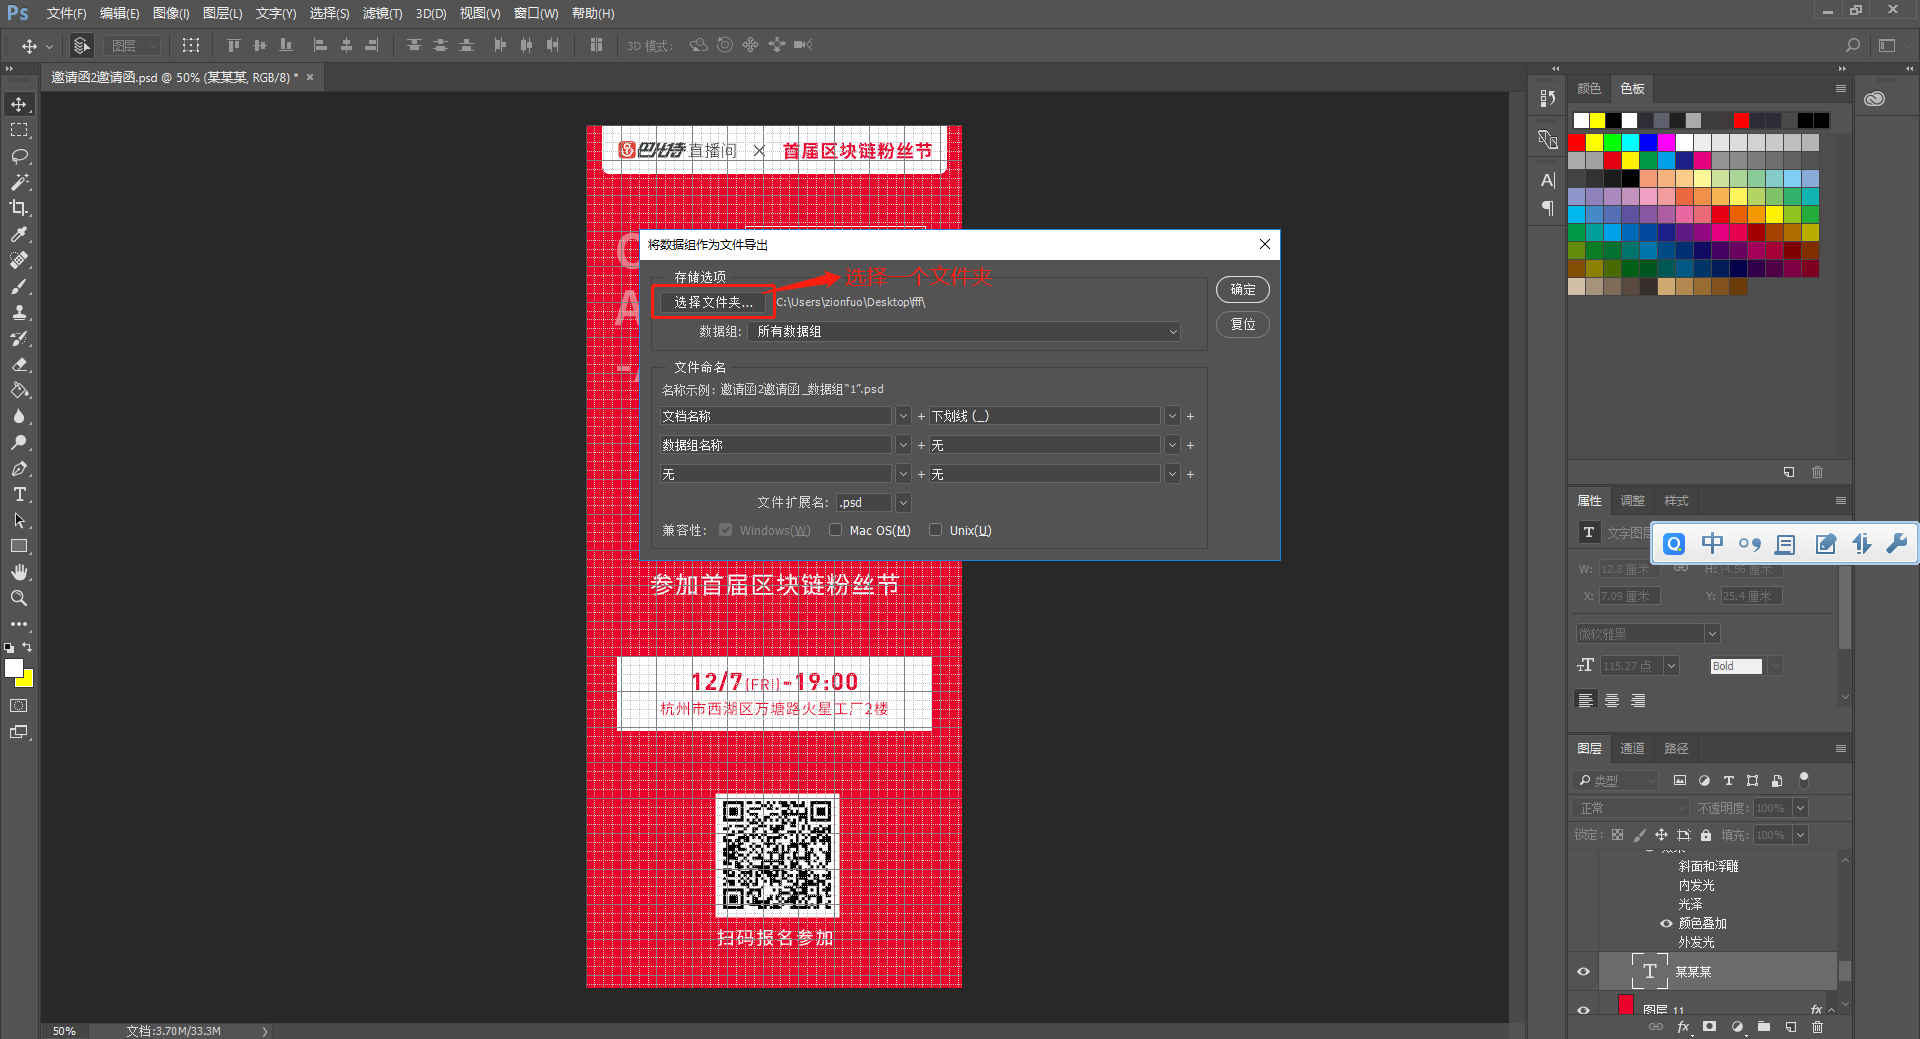 Ps 文件(F) 编辑(E) 图像(I) 图层(L) 文字(Y) 选择(S) 滤镜(T) 3D(D) 视图(V) 窗口(W) 帮助(H)
图层 3D 模式:
邀请函2邀请函.psd @ 50% (某某某, RGB/8) * ×
颜色 色板
巴比特 直播间 × 首届区块链粉丝节
将数据组作为文件导出
存储选项
选择一个文件夹
选择文件夹... C:\Users\zionfuo\Desktop\fff\
确定
数据组: 所有数据组
复位
文件命名
名称示例: 邀请函2邀请函_数据组“1”.psd
文档名称 + 下划线 (_) +
数据组名称 + 无 +
无 + 无 +
文件扩展名: .psd
兼容性: Windows(W) Mac OS(M) Unix(U)
参加首届区块链粉丝节
12/7(FRI)-19:00
杭州市西湖区万塘路火星工厂2楼
扫码报名参加
属性 调整 样式
T 文字图层
中
W: 12.8 厘米 H: 4.56 厘米
X: 7.09 厘米 Y: 25.4 厘米
微软雅黑
115.27 点 Bold
图层 通道 路径
类型
正常 不透明度: 100%
锁定: 填充: 100%
效果
斜面和浮雕
内发光
光泽
颜色叠加
外发光
T 某某某
图层 11 fx
50% 文档:3.70M/33.3M